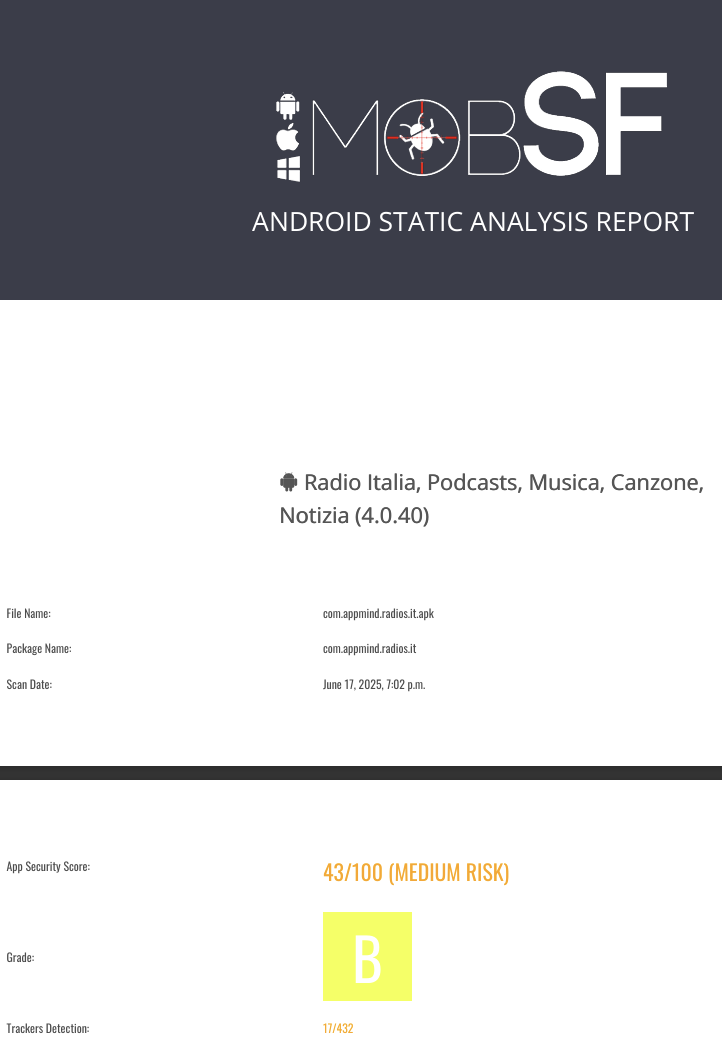 MOBSF
ANDROID STATIC ANALYSIS REPORT
Radio Italia, Podcasts, Musica, Canzone,
Notizia (4.0.40)
File Name: com.appmind.radios.it.apk
Package Name: com.appmind.radios.it
Scan Date: June 17, 2025, 7:02 p.m.
App Security Score: 43/100 (MEDIUM RISK)
Grade: B
Trackers Detection: 17/432